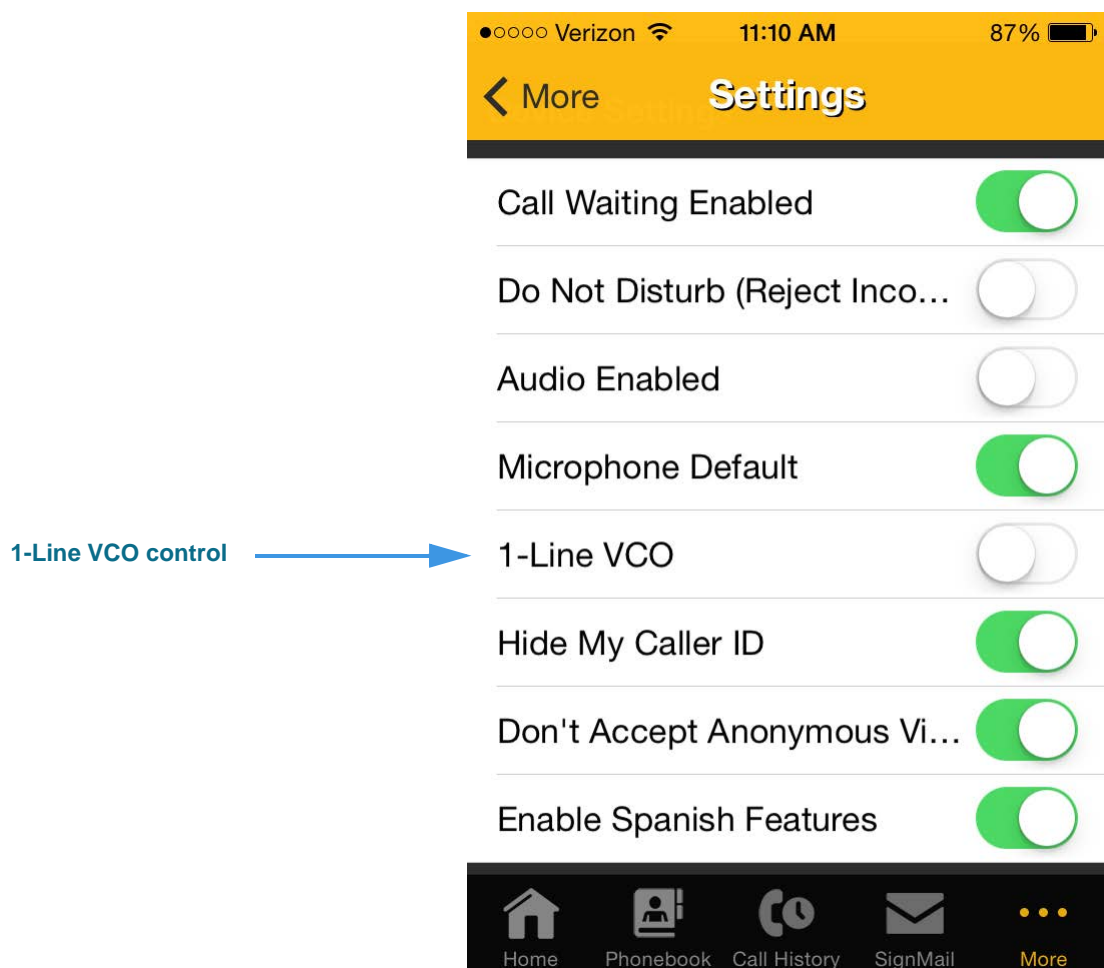 Verizon 11:10 AM 87%
More Settings
Call Waiting Enabled
Do Not Disturb (Reject Inco...
Audio Enabled
Microphone Default
1-Line VCO control
1-Line VCO
Hide My Caller ID
Don't Accept Anonymous Vi...
Enable Spanish Features
Home Phonebook Call History SignMail More